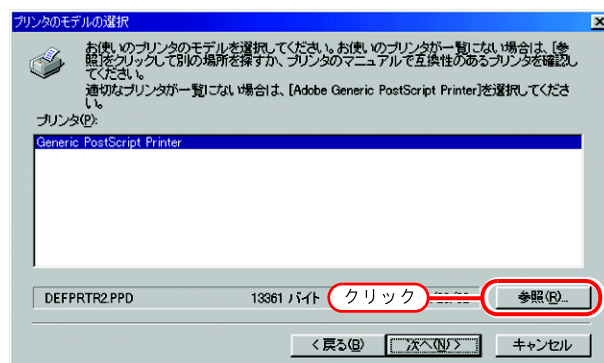 プリンタのモデルの選択
お使いのプリンタのモデルを選択してください。お使いのプリンタが一覧にない場合は、[参
照]をクリックして別の場所を探すか、プリンタのマニュアルで互換性のあるプリンタを確認し
てください。
適切なプリンタが一覧にない場合は、[Adobe Generic PostScript Printer]を選択してくださ
い。
プリンタ(P):
Generic PostScript Printer
DEFPRTR2.PPD 13361 バイト クリック 参照(R)...
< 戻る(B) 次へ(N) > キャンセル